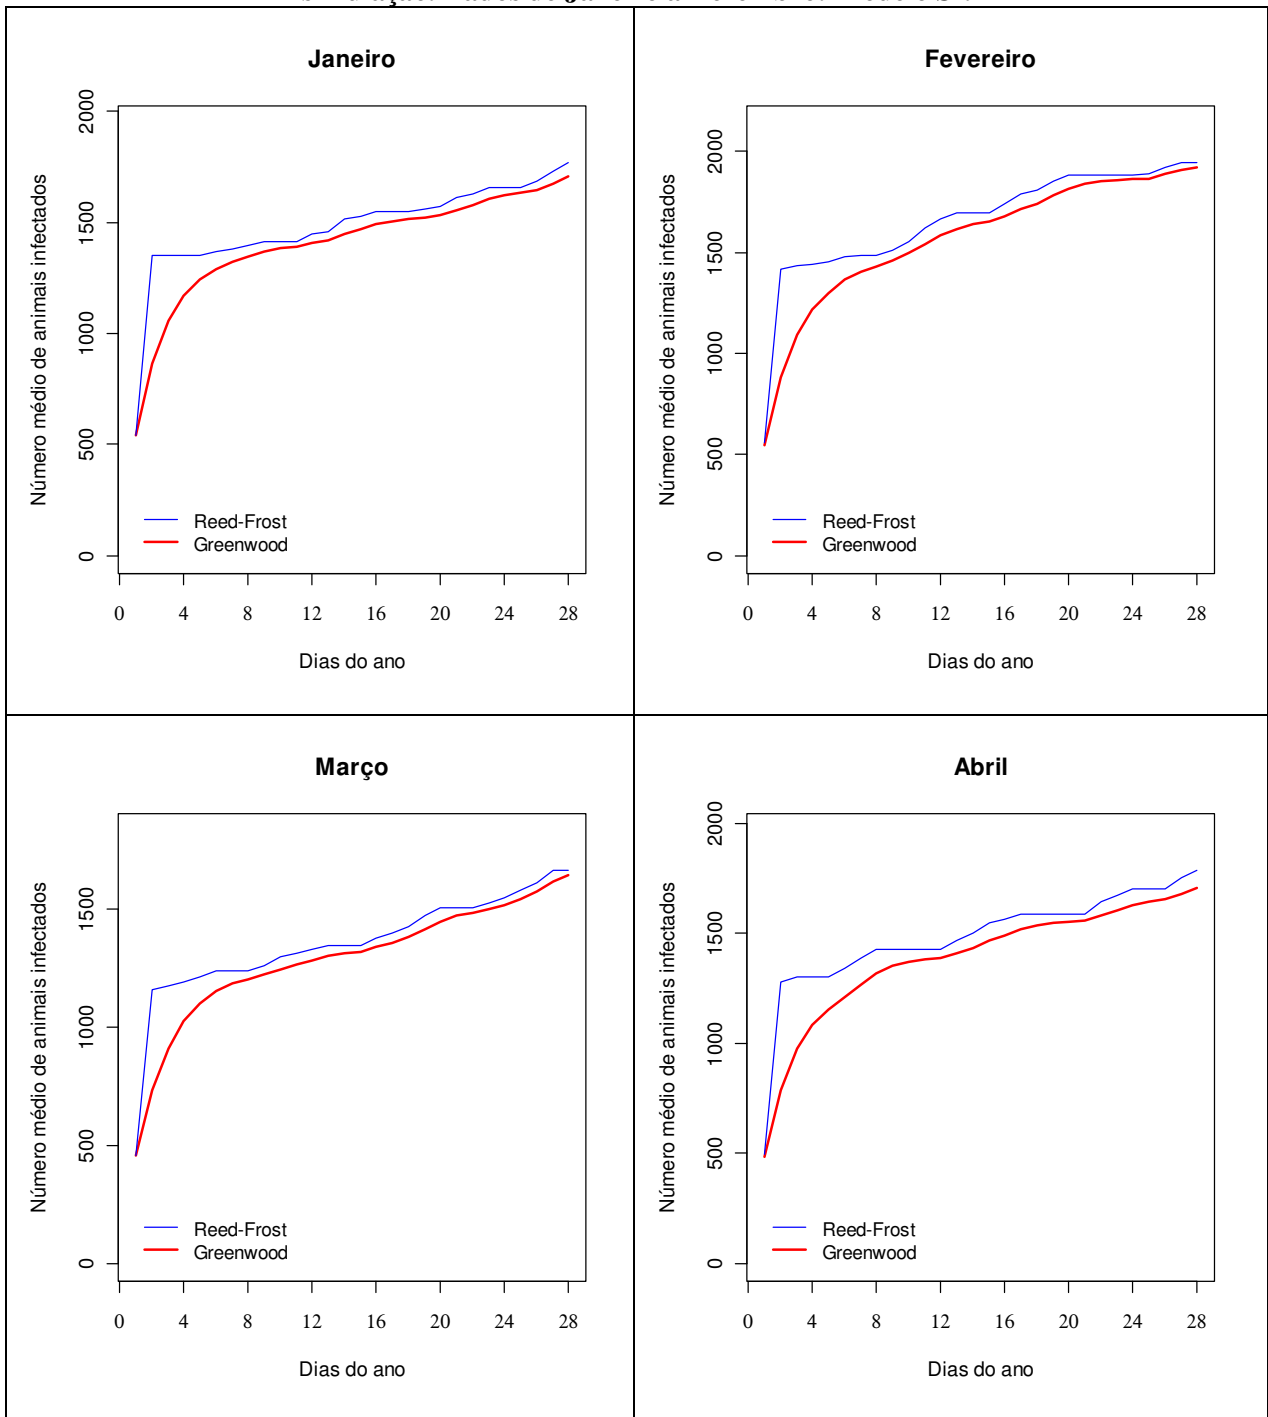 Janeiro
Número médio de animais infectados
2000
1500
1000
500
0
Reed-Frost
Greenwood
0 4 8 12 16 20 24 28
Dias do ano
Fevereiro
Número médio de animais infectados
2000
1500
1000
500
0
Reed-Frost
Greenwood
0 4 8 12 16 20 24 28
Dias do ano
Março
Número médio de animais infectados
1500
1000
500
0
Reed-Frost
Greenwood
0 4 8 12 16 20 24 28
Dias do ano
Abril
Número médio de animais infectados
2000
1500
1000
500
0
Reed-Frost
Greenwood
0 4 8 12 16 20 24 28
Dias do ano